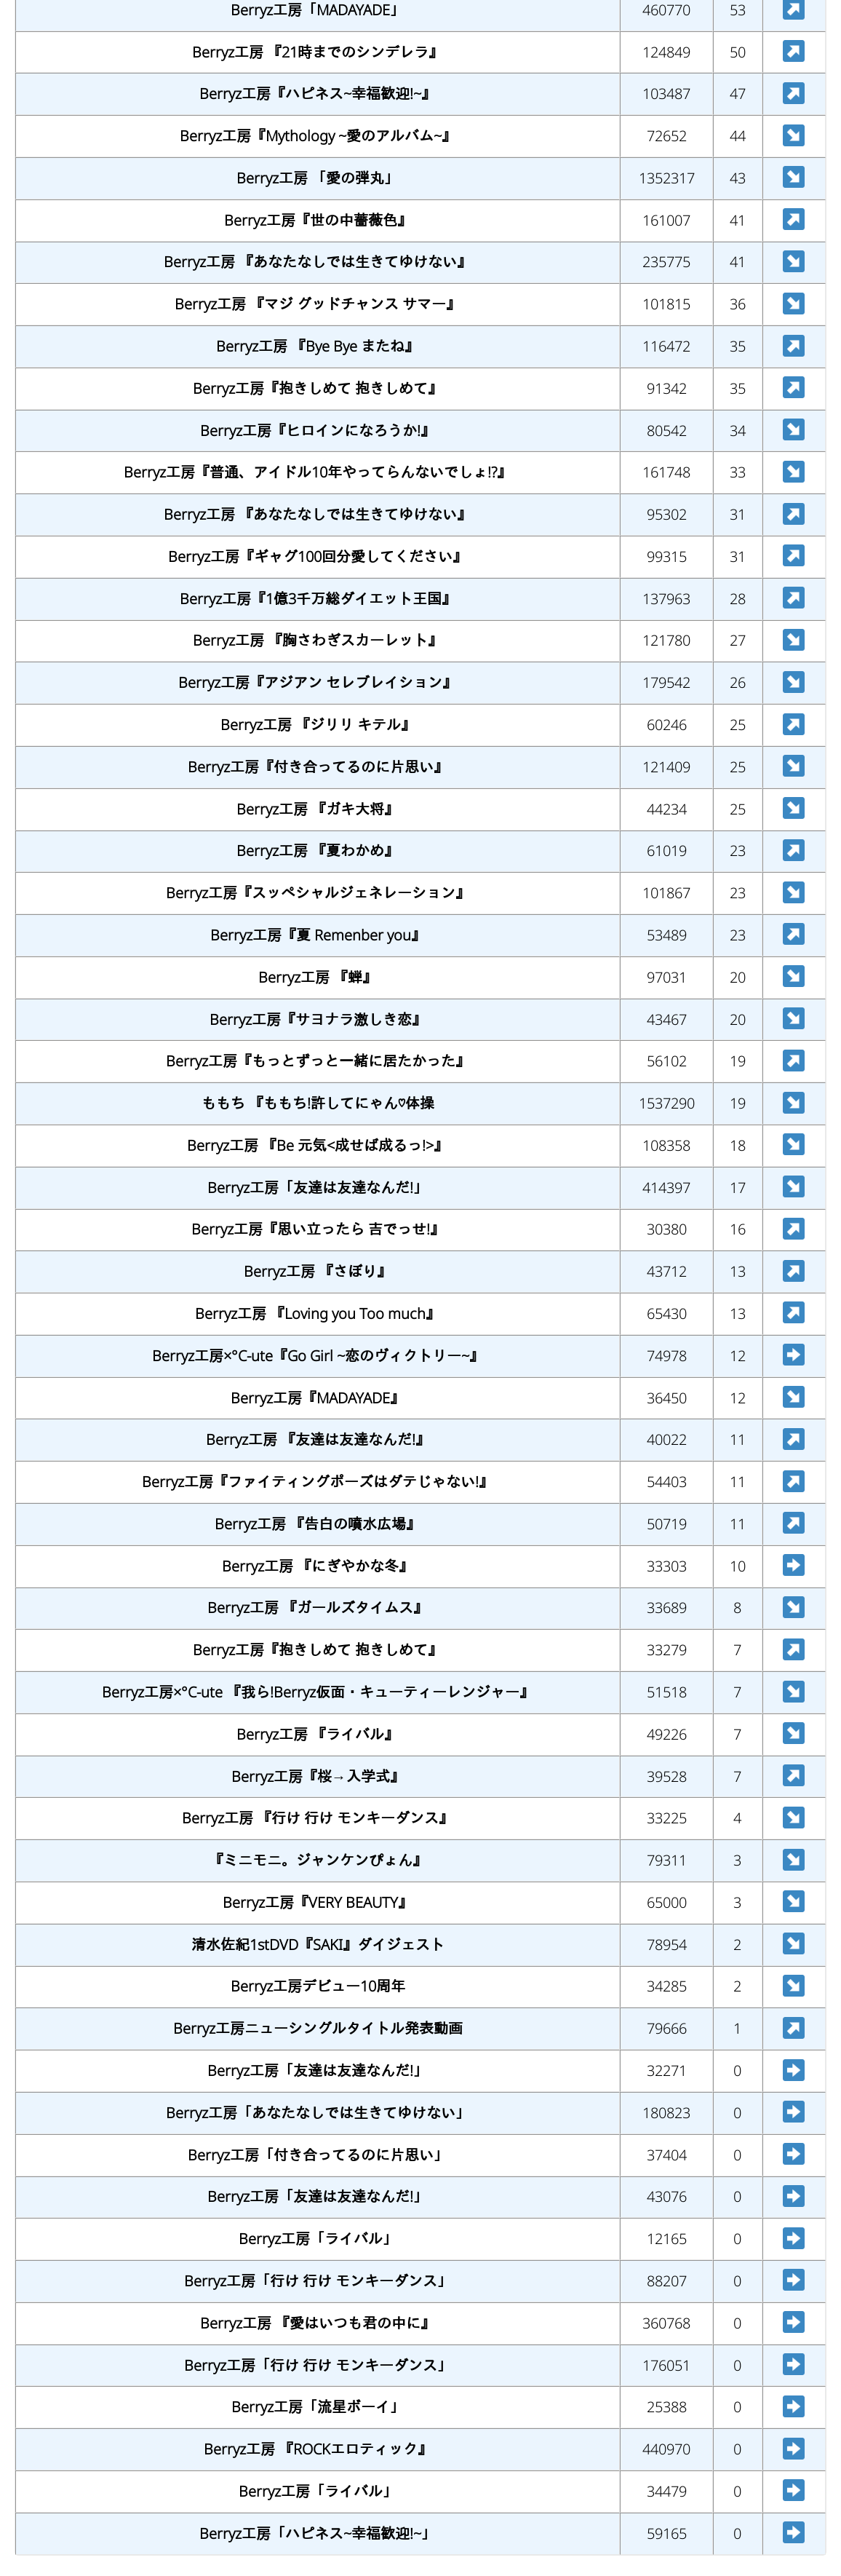 Berryz工房「MADAYADE」 460770 53 ↗
Berryz工房 『21時までのシンデレラ』 124849 50 ↗
Berryz工房『ハピネス~幸福歓迎!~』 103487 47 ↗
Berryz工房『Mythology ~愛のアルバム~』 72652 44 ↘
Berryz工房 「愛の弾丸」 1352317 43 ↘
Berryz工房『世の中薔薇色』 161007 41 ↗
Berryz工房 『あなたなしでは生きてゆけない』 235775 41 ↘
Berryz工房 『マジ グッドチャンス サマー』 101815 36 ↘
Berryz工房 『Bye Bye またね』 116472 35 ↗
Berryz工房『抱きしめて 抱きしめて』 91342 35 ↗
Berryz工房『ヒロインになろうか!』 80542 34 ↘
Berryz工房『普通、アイドル10年やってらんないでしょ!?』 161748 33 ↘
Berryz工房 『あなたなしでは生きてゆけない』 95302 31 ↗
Berryz工房『ギャグ100回分愛してください』 99315 31 ↗
Berryz工房『1億3千万総ダイエット王国』 137963 28 ↗
Berryz工房 『胸さわぎスカーレット』 121780 27 ↘
Berryz工房『アジアン セレブレイション』 179542 26 ↘
Berryz工房 『ジリリ キテル』 60246 25 ↗
Berryz工房『付き合ってるのに片思い』 121409 25 ↘
Berryz工房 『ガキ大将』 44234 25 ↘
Berryz工房 『夏わかめ』 61019 23 ↗
Berryz工房『スッペシャルジェネレーション』 101867 23 ↘
Berryz工房『夏 Remenber you』 53489 23 ↗
Berryz工房 『蝉』 97031 20 ↘
Berryz工房『サヨナラ激しき恋』 43467 20 ↘
Berryz工房『もっとずっと一緒に居たかった』 56102 19 ↗
ももち 『ももち!許してにゃん♡体操 1537290 19 ↘
Berryz工房 『Be 元気<成せば成るっ!>』 108358 18 ↘
Berryz工房「友達は友達なんだ!」 414397 17 ↘
Berryz工房『思い立ったら 吉でっせ!』 30380 16 ↗
Berryz工房 『さぼり』 43712 13 ↗
Berryz工房 『Loving you Too much』 65430 13 ↗
Berryz工房×°C-ute『Go Girl ~恋のヴィクトリー~』 74978 12 ➡
Berryz工房『MADAYADE』 36450 12 ↘
Berryz工房 『友達は友達なんだ!』 40022 11 ↗
Berryz工房『ファイティングポーズはダテじゃない!』 54403 11 ↗
Berryz工房 『告白の噴水広場』 50719 11 ↗
Berryz工房 『にぎやかな冬』 33303 10 ➡
Berryz工房 『ガールズタイムス』 33689 8 ↘
Berryz工房『抱きしめて 抱きしめて』 33279 7 ↗
Berryz工房×°C-ute 『我ら!Berryz仮面・キューティーレンジャー』 51518 7 ↘
Berryz工房 『ライバル』 49226 7 ↘
Berryz工房『桜→入学式』 39528 7 ↗
Berryz工房 『行け 行け モンキーダンス』 33225 4 ↘
『ミニモニ。ジャンケンぴょん』 79311 3 ↘
Berryz工房『VERY BEAUTY』 65000 3 ↘
清水佐紀1stDVD『SAKI』ダイジェスト 78954 2 ↘
Berryz工房デビュー10周年 34285 2 ↘
Berryz工房ニューシングルタイトル発表動画 79666 1 ↗
Berryz工房「友達は友達なんだ!」 32271 0 ➡
Berryz工房「あなたなしでは生きてゆけない」 180823 0 ➡
Berryz工房「付き合ってるのに片思い」 37404 0 ➡
Berryz工房「友達は友達なんだ!」 43076 0 ➡
Berryz工房「ライバル」 12165 0 ➡
Berryz工房「行け 行け モンキーダンス」 88207 0 ➡
Berryz工房 『愛はいつも君の中に』 360768 0 ➡
Berryz工房「行け 行け モンキーダンス」 176051 0 ➡
Berryz工房「流星ボーイ」 25388 0 ➡
Berryz工房 『ROCKエロティック』 440970 0 ➡
Berryz工房「ライバル」 34479 0 ➡
Berryz工房「ハピネス~幸福歓迎!~」 59165 0 ➡